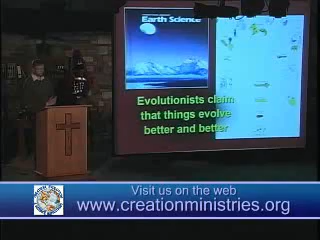 Earth Science
Evolutionists claim
that things evolve
better and better
Visit us on the web
www.creationministries.org